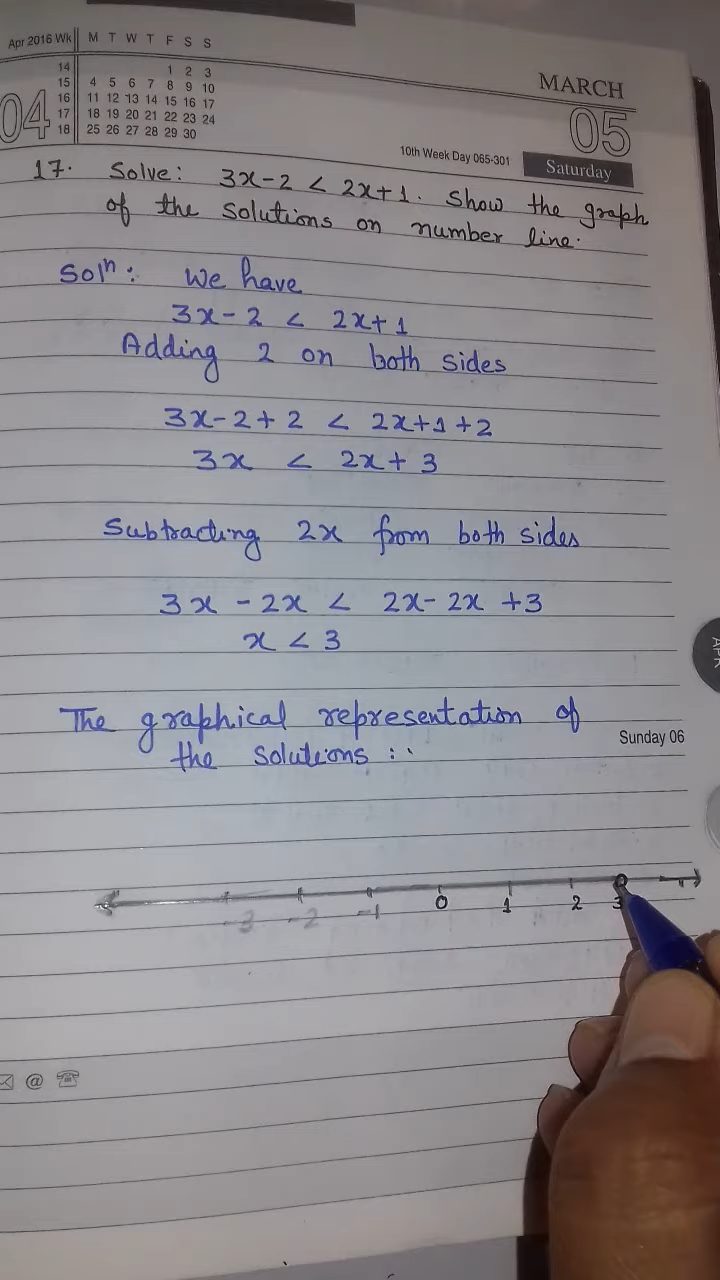 Apr 2016 Wk M T W T F S S
14 1 2 3
15 4 5 6 7 8 9 10
16 11 12 13 14 15 16 17
17 18 19 20 21 22 23 24
18 25 26 27 28 29 30
04
MARCH
05
10th Week Day 065-301
Saturday
17. Solve: 3x-2 < 2x+1. Show the graph
of the solutions on number line.
Solⁿ: We have
3x-2 < 2x+1
Adding 2 on both sides
3x-2+2 < 2x+1+2
3x < 2x+3
Subtracting 2x from both sides
3x-2x < 2x-2x+3
x < 3
The graphical representation of
the solutions :
Sunday 06
-3 -2 -1 0 1 2 3
@